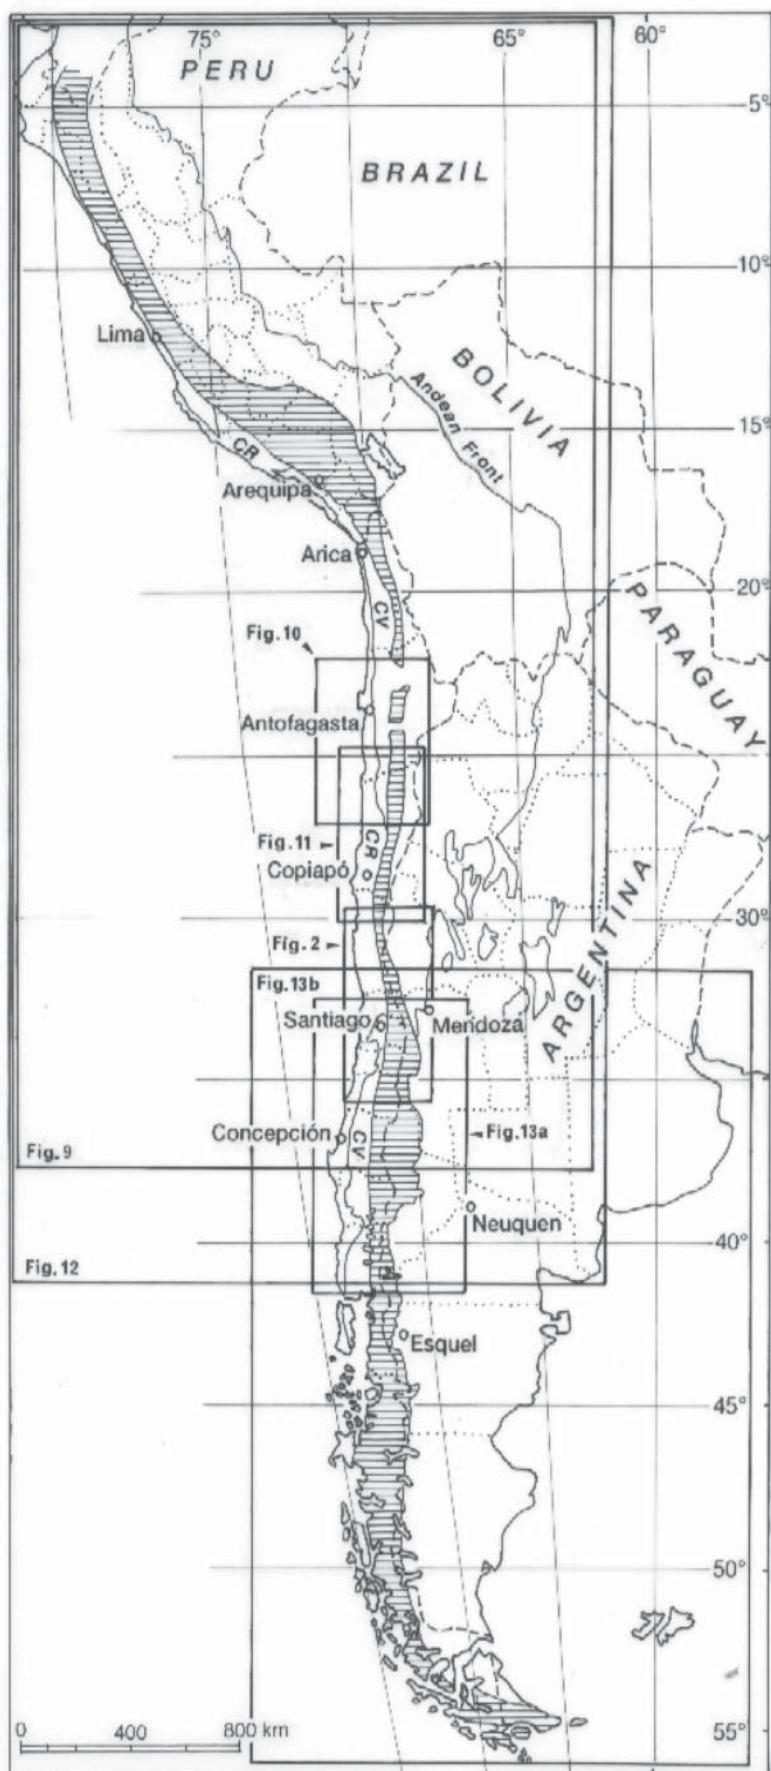 75° 65° 60°
PERU
5°
BRAZIL
10°
Lima
BOLIVIA
Andean Front
15°
CR
Arequipa
Arica
20°
CV
PARAGUAY
Fig.10
Antofagasta
Fig.11
CR
Copiapó
30°
Fig.2
ARGENTINA
Fig.13b
Santiago
Mendoza
Concepción
CV
Fig.13a
Fig.9
Neuquen
40°
Fig.12
Esquel
45°
50°
0 400 800 km
55°